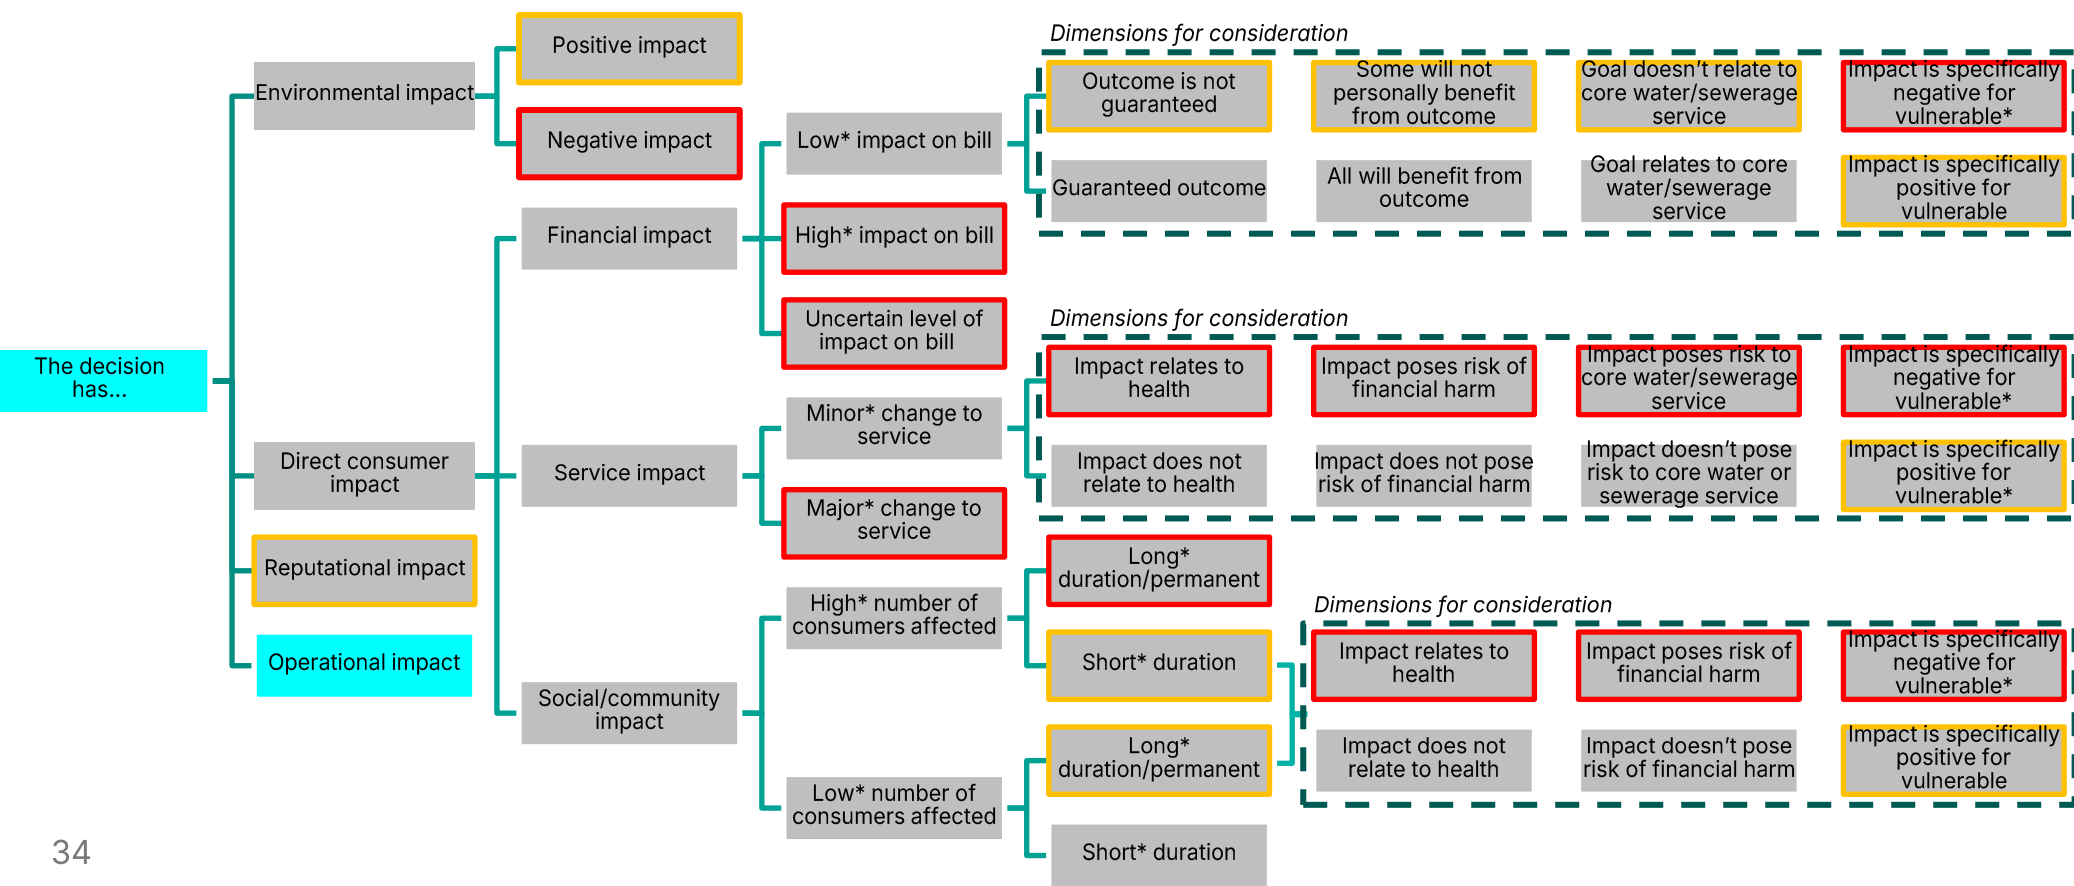 Dimensions for consideration
Positive impact
Environmental impact
Negative impact
Low* impact on bill
Outcome is not
guaranteed
Some will not
personally benefit
from outcome
Goal doesn't relate to
core water/sewerage
service
Impact is specifically
negative for
vulnerable*
Guaranteed outcome
All will benefit from
outcome
Goal relates to core
water/sewerage
service
Impact is specifically
positive for
vulnerable
Financial impact
High* impact on bill
Uncertain level of
impact on bill
Dimensions for consideration
The decision
has...
Impact relates to
health
Impact poses risk of
financial harm
Impact poses risk to
core water/sewerage
service
Impact is specifically
negative for
vulnerable*
Minor* change to
service
Direct consumer
impact
Service impact
Impact does not
relate to health
Impact does not pose
risk of financial harm
Impact doesn't pose
risk to core water or
sewerage service
Impact is specifically
positive for
vulnerable*
Major* change to
service
Reputational impact
Long*
duration/permanent
High* number of
consumers affected
Dimensions for consideration
Operational impact
Short* duration
Impact relates to
health
Impact poses risk of
financial harm
Impact is specifically
negative for
vulnerable*
Social/community
impact
Long*
duration/permanent
Impact does not
relate to health
Impact doesn't pose
risk of financial harm
Impact is specifically
positive for
vulnerable
Low* number of
consumers affected
Short* duration
34